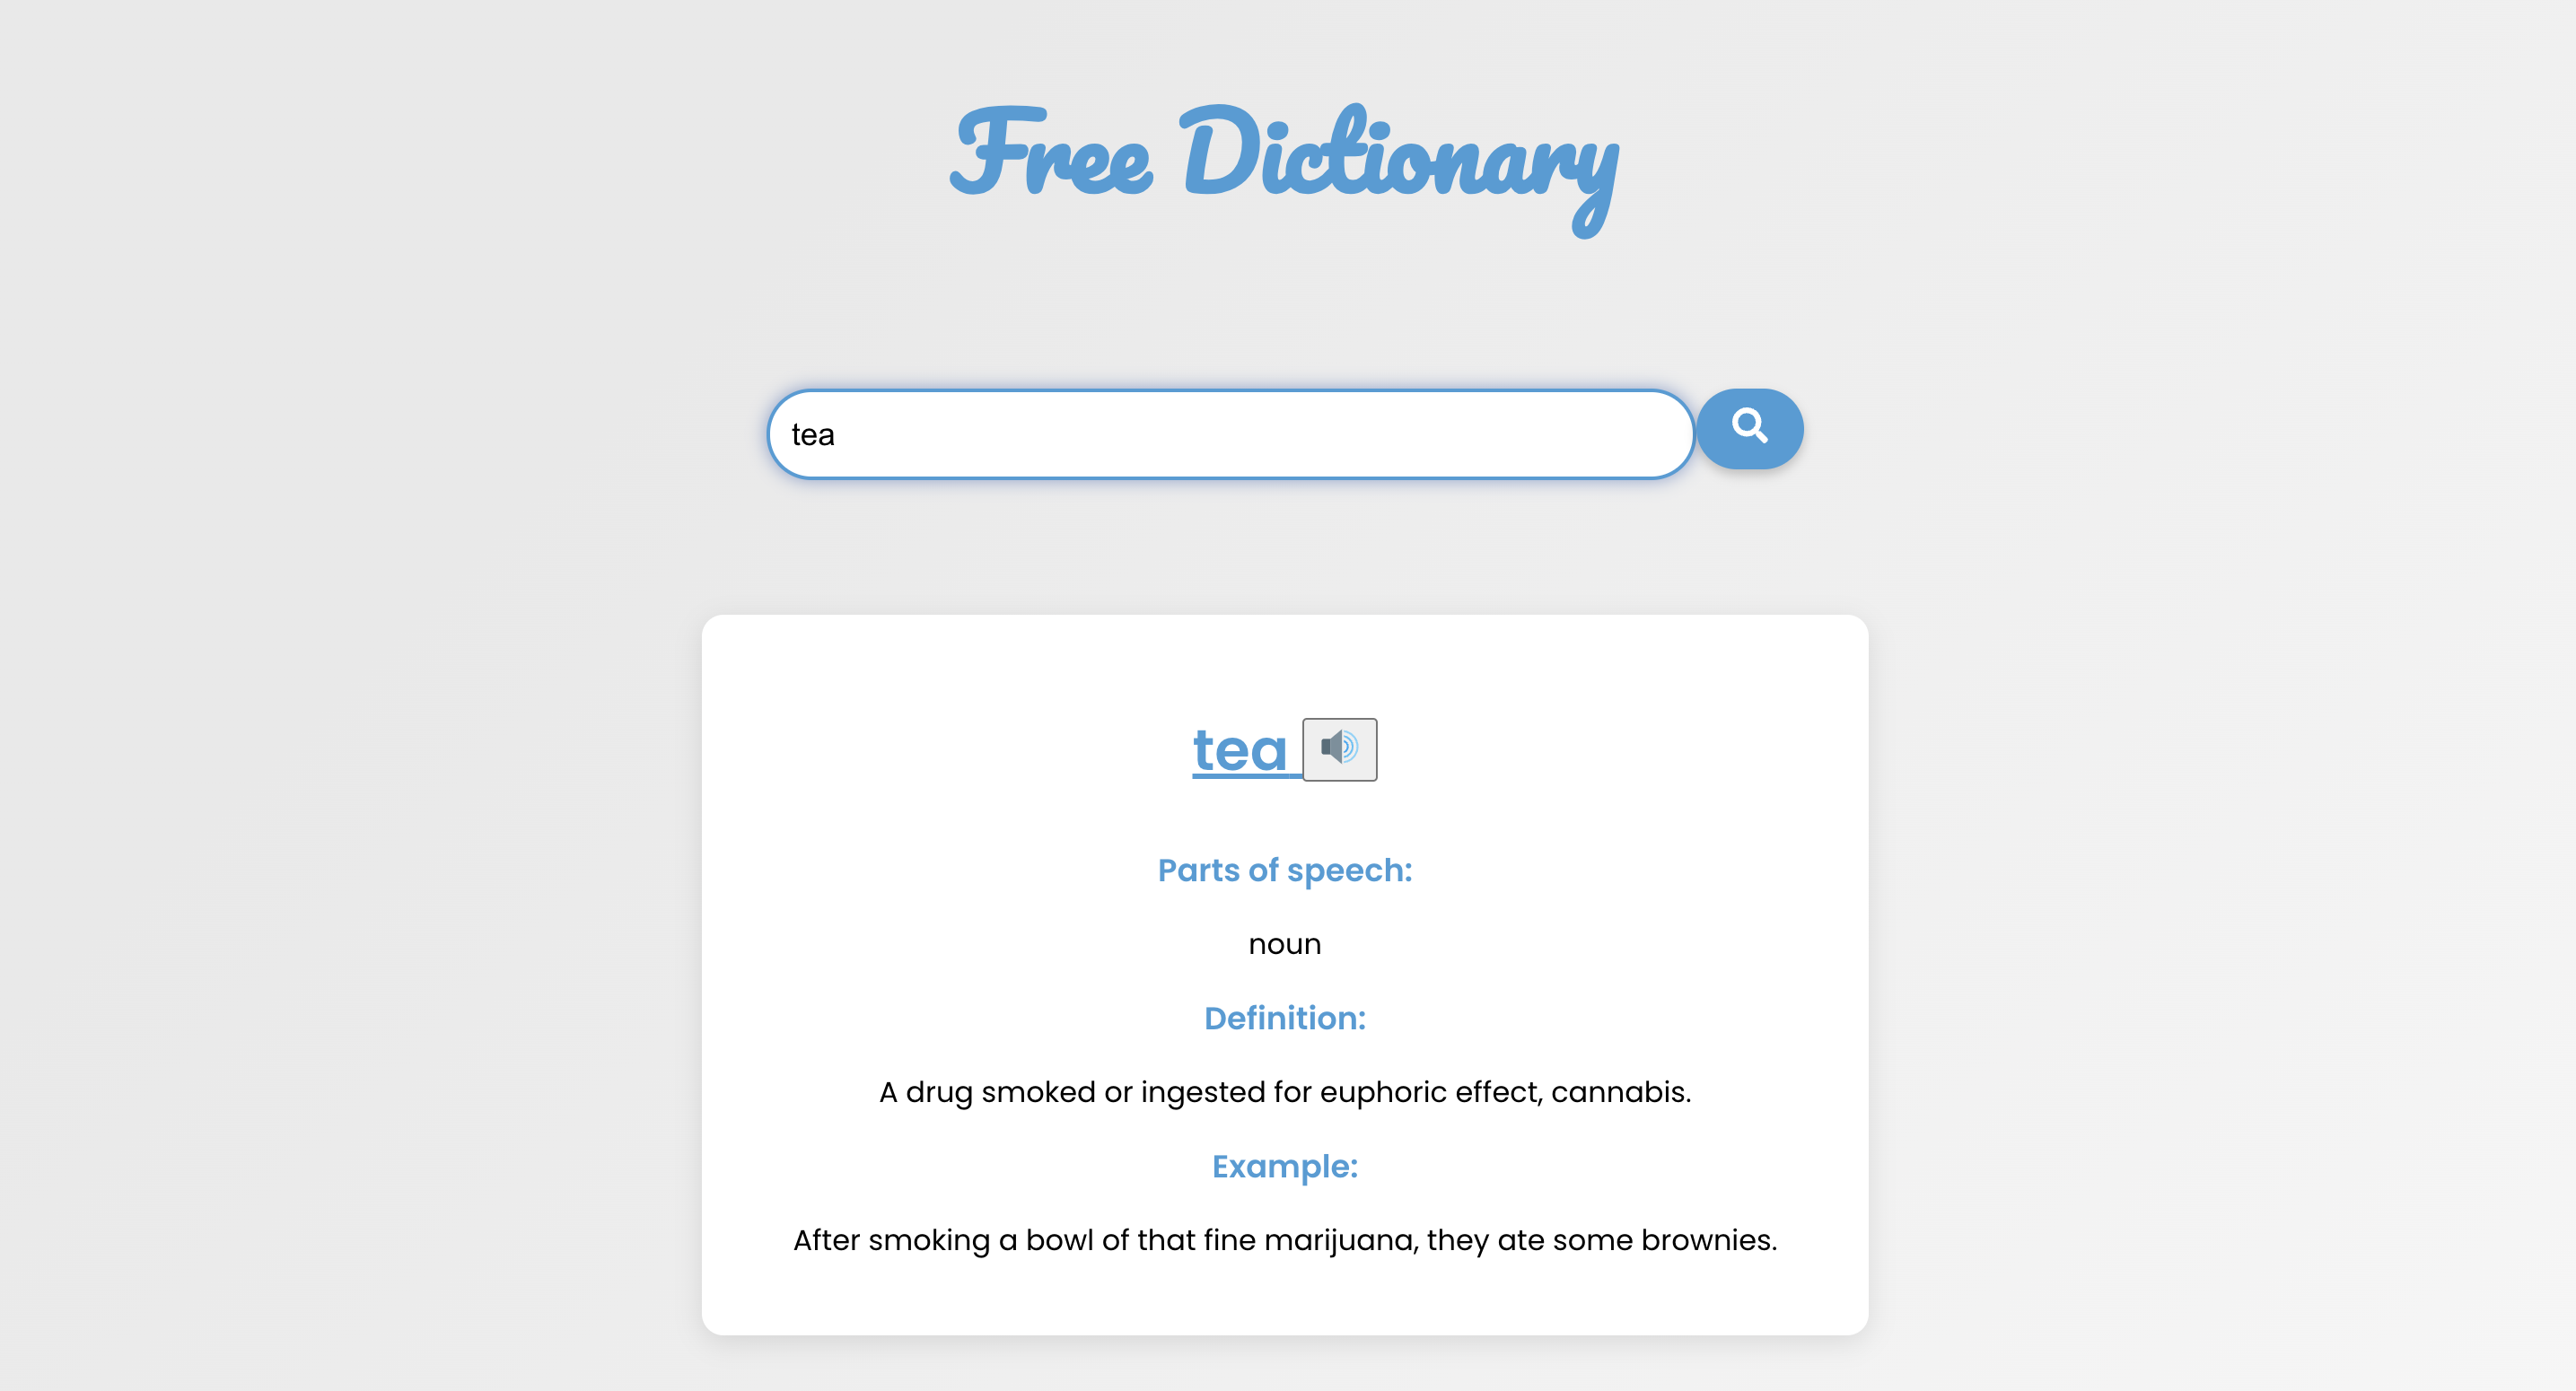 Free Dictionary
tea
tea
Parts of speech:
noun
Definition:
A drug smoked or ingested for euphoric effect, cannabis.
Example:
After smoking a bowl of that fine marijuana, they ate some brownies.